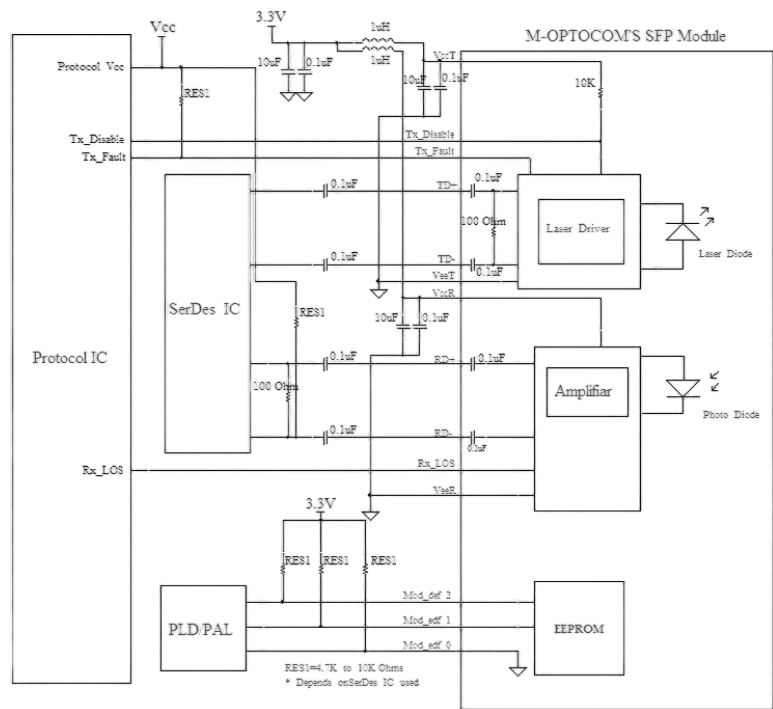 3.3V
Vcc
1uH
1uH
M-OPTOCOM'S SFP Module
10uF
0.1uF
VccT
Protocol Vcc
RES1
10uF
0.1uF
10K
Tx_Disable
Tx_Disable
Tx_Fault
Tx_Fault
0.1uF
TD+
0.1uF
100 Ohm
Laser Driver
Laser Diode
0.1uF
TD-
0.1uF
VeeT
SerDes IC
VccR
RES1
10uF
0.1uF
Protocol IC
0.1uF
RD+
0.1uF
100 Ohm
Amplifiar
Photo Diode
0.1uF
RD-
0.1uF
Rx_LOS
Rx_LOS
VeeR
3.3V
RES1
RES1
RES1
PLD/PAL
Mod_def 2
Mod_edf 1
Mod_edf 0
EEPROM
RES1=4.7K to 10K Ohms
* Depends onSerDes IC used